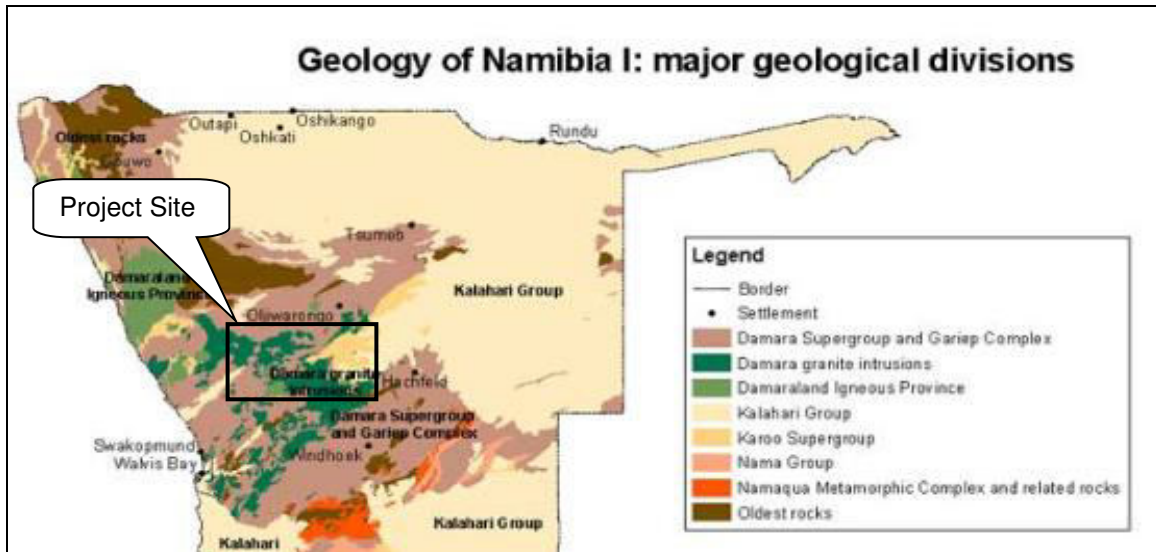 Geology of Namibia I: major geological divisions
Oldest rocks
Outapi
Oshikango
Oshkati
Rundu
Opuwo
Project Site
Tsumeb
Damaraland
Igneous Province
Kalahari Group
Otjiwarongo
Damara granite
intrusions
Hochfeld
Damara Supergroup
and Gariep Complex
Swakopmund
Walvis Bay
Windhoek
Kalahari Group
Kalahari
Legend
Border
Settlement
Damara Supergroup and Gariep Complex
Damara granite intrusions
Damaraland Igneous Province
Kalahari Group
Karoo Supergroup
Nama Group
Namaqua Metamorphic Complex and related rocks
Oldest rocks